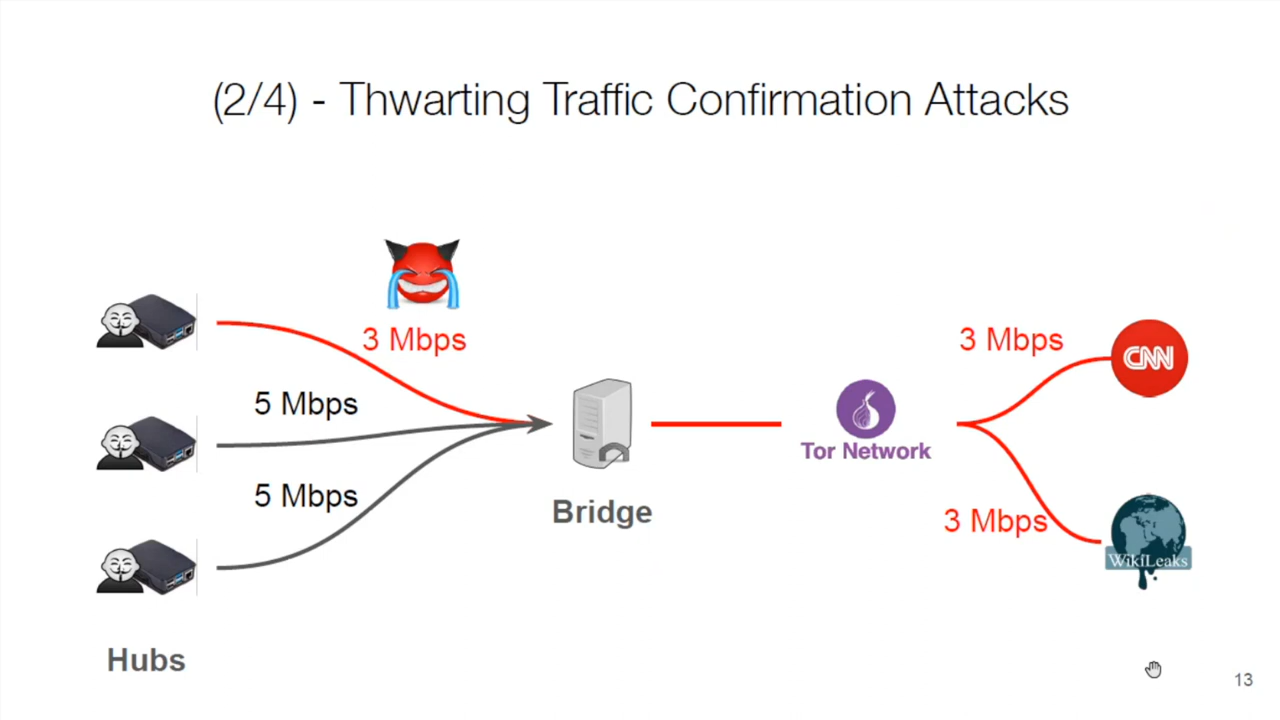 (2/4) - Thwarting Traffic Confirmation Attacks
3 Mbps
5 Mbps
5 Mbps
Hubs
Bridge
Tor Network
3 Mbps
3 Mbps
CNN
WikiLeaks
13